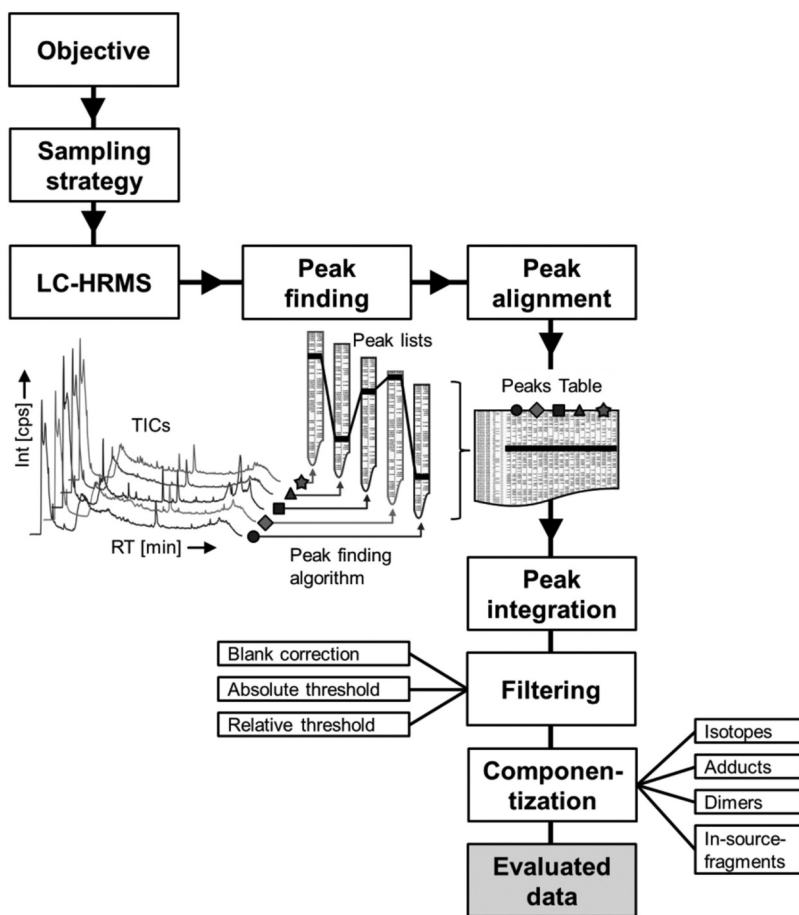 Objective
Sampling
strategy
LC-HRMS
Peak
finding
Peak
alignment
Peak lists
Peaks Table
Int [cps]
TICs
RT [min]
Peak finding
algorithm
Peak
integration
Blank correction
Absolute threshold
Relative threshold
Filtering
Componen-
tization
Isotopes
Adducts
Dimers
In-source-
fragments
Evaluated
data